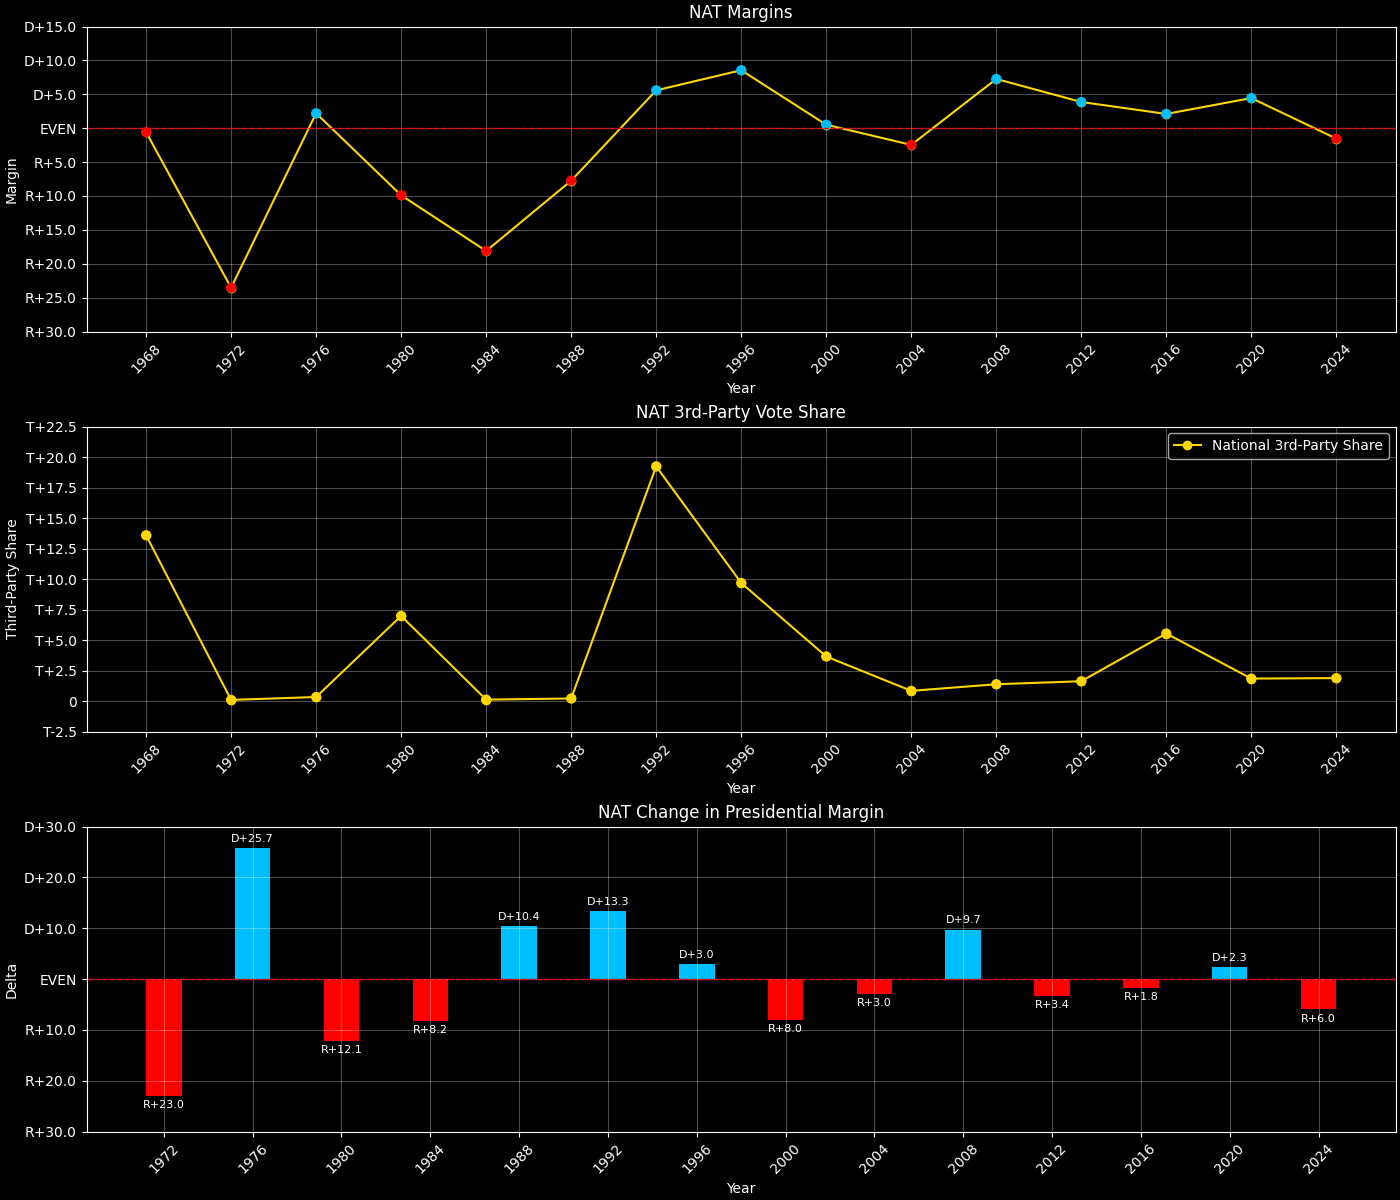 NAT Margins
D+15.0
D+10.0
D+5.0
EVEN
R+5.0
R+10.0
R+15.0
R+20.0
R+25.0
R+30.0
Margin
1968 1972 1976 1980 1984 1988 1992 1996 2000 2004 2008 2012 2016 2020 2024
Year
NAT 3rd-Party Vote Share
National 3rd-Party Share
T+22.5
T+20.0
T+17.5
T+15.0
T+12.5
T+10.0
T+7.5
T+5.0
T+2.5
0
T-2.5
Third-Party Share
1968 1972 1976 1980 1984 1988 1992 1996 2000 2004 2008 2012 2016 2020 2024
Year
NAT Change in Presidential Margin
D+30.0
D+20.0
D+10.0
EVEN
R+10.0
R+20.0
R+30.0
Delta
R+23.0
D+25.7
R+12.1
R+8.2
D+10.4
D+13.3
D+3.0
R+8.0
R+3.0
D+9.7
R+3.4
R+1.8
D+2.3
R+6.0
1972 1976 1980 1984 1988 1992 1996 2000 2004 2008 2012 2016 2020 2024
Year